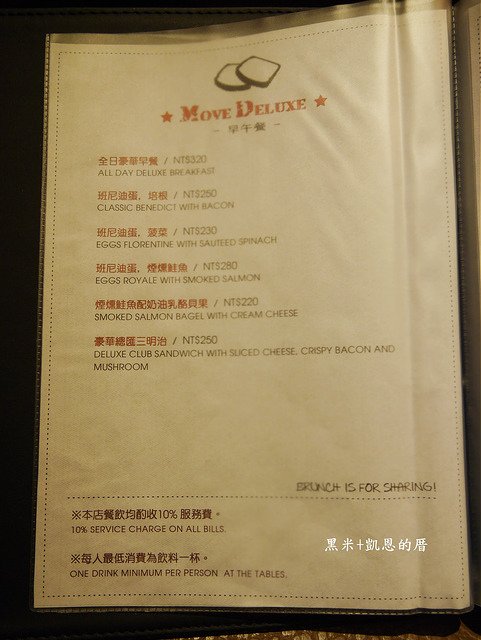 MOVE DELUXE
- 早午餐 -
全日豪華早餐 / NT$320
ALL DAY DELUXE BREAKFAST
班尼迪蛋，培根 / NT$250
CLASSIC BENEDICT WITH BACON
班尼迪蛋，菠菜 / NT$230
EGGS FLORENTINE WITH SAUTEED SPINACH
班尼迪蛋，煙燻鮭魚 / NT$280
EGGS ROYALE WITH SMOKED SALMON
煙燻鮭魚配奶油乳酪貝果 / NT$220
SMOKED SALMON BAGEL WITH CREAM CHEESE
豪華總匯三明治 / NT$250
DELUXE CLUB SANDWICH WITH SLICED CHEESE, CRISPY BACON AND
MUSHROOM
BRUNCH IS FOR SHARING!
※本店餐飲均酌收10% 服務費。
10% SERVICE CHARGE ON ALL BILLS.
黑米+凱恩的厝
※每人最低消費為飲料一杯。
ONE DRINK MINIMUM PER PERSON AT THE TABLES.